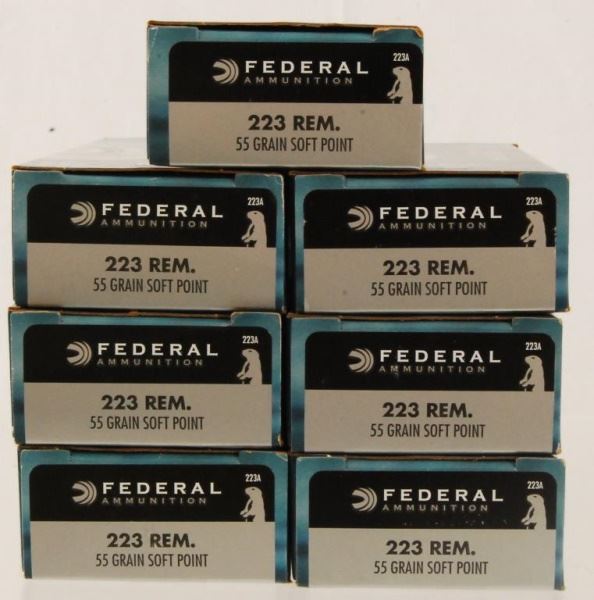 FEDERAL
AMMUNITION
223A
223 REM.
55 GRAIN SOFT POINT
FEDERAL
AMMUNITION
223A
223 REM.
55 GRAIN SOFT POINT
FEDERAL
AMMUNITION
223A
223 REM.
55 GRAIN SOFT POINT
FEDERAL
AMMUNITION
223A
223 REM.
55 GRAIN SOFT POINT
FEDERAL
AMMUNITION
223A
223 REM.
55 GRAIN SOFT POINT
FEDERAL
AMMUNITION
223A
223 REM.
55 GRAIN SOFT POINT
FEDERAL
AMMUNITION
223A
223 REM.
55 GRAIN SOFT POINT